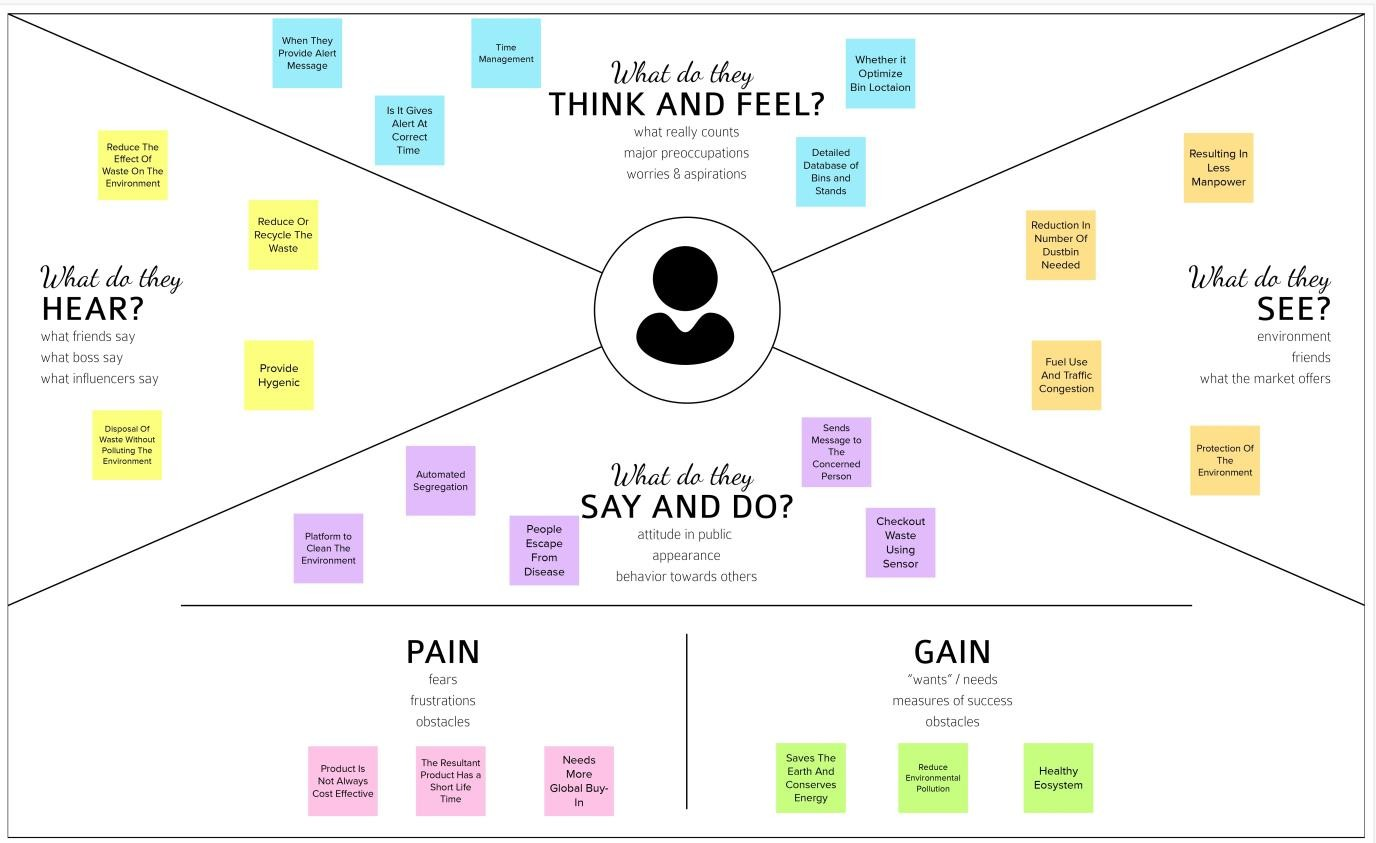 When They
Provide Alert
Message
Time
Management
Is It Gives
Alert At
Correct
Time
What do they
THINK AND FEEL?
what really counts
major preoccupations
worries & aspirations
Whether it
Optimize
Bin Loctaion
Detailed
Database of
Bins and
Stands
Reduce The
Effect Of
Waste On The
Environment
Reduce Or
Recycle The
Waste
What do they
HEAR?
what friends say
what boss say
what influencers say
Provide
Hygenic
Disposal Of
Waste Without
Polluting The
Environment
Resulting In
Less
Manpower
Reduction In
Number Of
Dustbin
Needed
What do they
SEE?
environment
friends
what the market offers
Fuel Use
And Traffic
Congestion
Protection Of
The
Environment
Automated
Segregation
Platform to
Clean The
Environment
People
Escape
From
Disease
What do they
SAY AND DO?
attitude in public
appearance
behavior towards others
Sends
Message to
The
Concerned
Person
Checkout
Waste
Using
Sensor
PAIN
fears
frustrations
obstacles
Product Is
Not Always
Cost Effective
The Resultant
Product Has a
Short Life
Time
Needs
More
Global Buy-
In
GAIN
“wants” / needs
measures of success
obstacles
Saves The
Earth And
Conserves
Energy
Reduce
Environmental
Pollution
Healthy
Eosystem